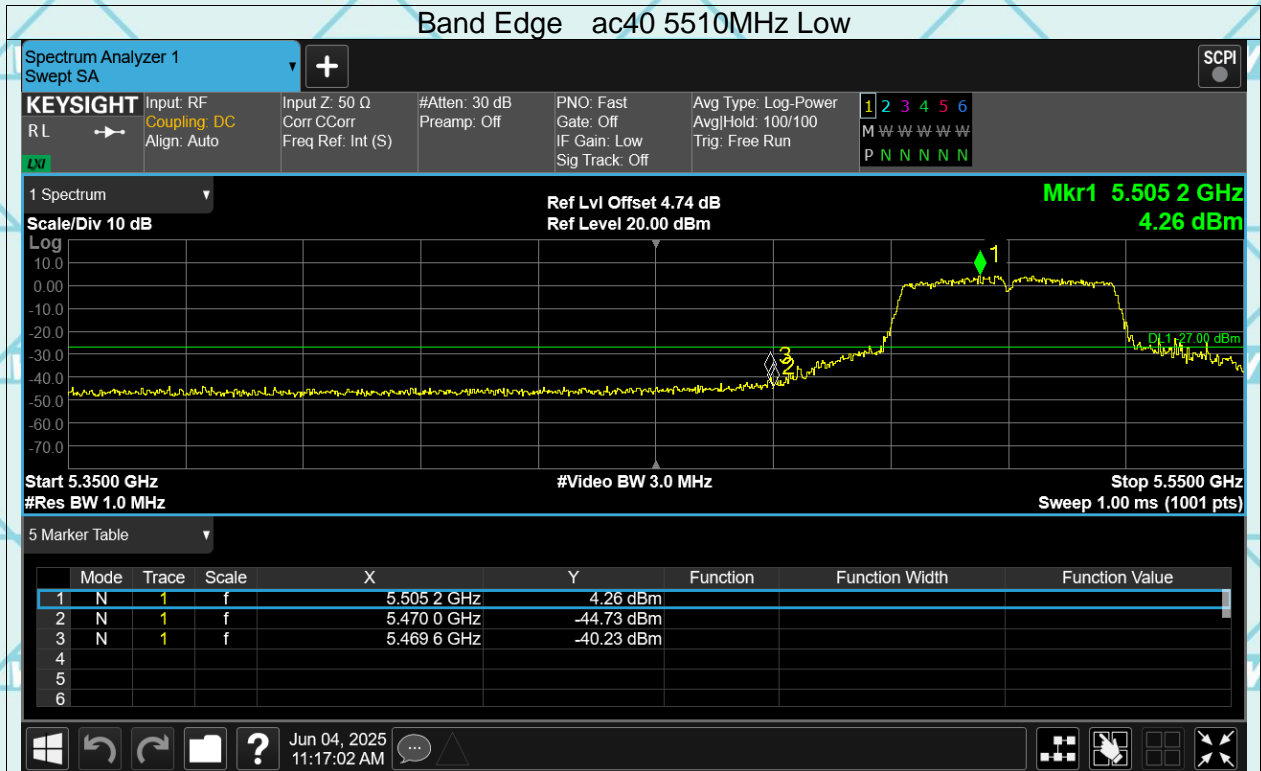 Band Edge ac40 5510MHz Low
Spectrum Analyzer 1
Swept SA
+
SCPI
KEYSIGHT
R L
LXI
Input: RF
Coupling: DC
Align: Auto
Input Z: 50 Ω
Corr CCorr
Freq Ref: Int (S)
#Atten: 30 dB
Preamp: Off
PNO: Fast
Gate: Off
IF Gain: Low
Sig Track: Off
Avg Type: Log-Power
Avg|Hold: 100/100
Trig: Free Run
1 2 3 4 5 6
M W W W W W
P N N N N N
1 Spectrum
Scale/Div 10 dB
Ref Lvl Offset 4.74 dB
Ref Level 20.00 dBm
Mkr1 5.505 2 GHz
4.26 dBm
Log
10.0
0.00
-10.0
-20.0
-30.0
-40.0
-50.0
-60.0
-70.0
1
3
2
DL1 -27.00 dBm
Start 5.3500 GHz
#Video BW 3.0 MHz
Stop 5.5500 GHz
#Res BW 1.0 MHz
Sweep 1.00 ms (1001 pts)
5 Marker Table
Mode Trace Scale X Y Function Function Width Function Value
1 N 1 f 5.505 2 GHz 4.26 dBm
2 N 1 f 5.470 0 GHz -44.73 dBm
3 N 1 f 5.469 6 GHz -40.23 dBm
4
5
6
?
Jun 04, 2025
11:17:02 AM